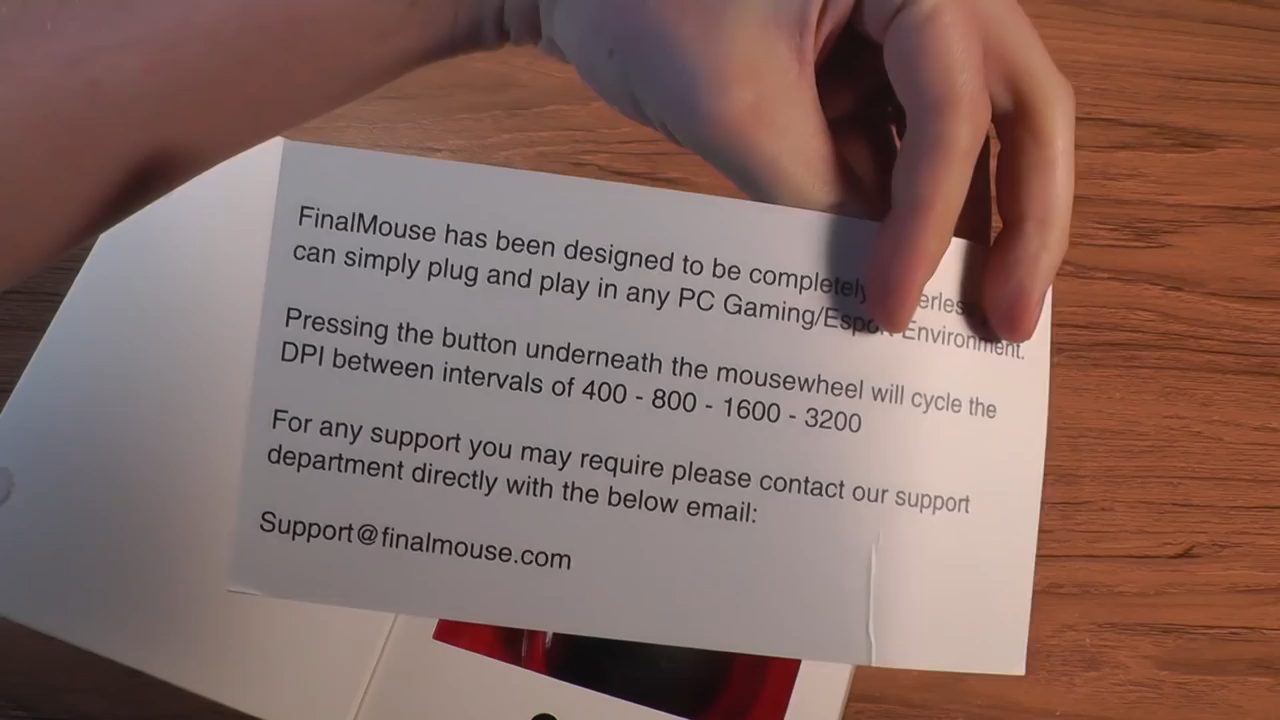 FinalMouse has been designed to be completely
can simply plug and play in any PC Gaming/Esport Environment.
Pressing the button underneath the mousewheel will cycle the
DPI between intervals of 400 - 800 - 1600 - 3200
For any support you may require please contact our support
department directly with the below email:
Support@finalmouse.com